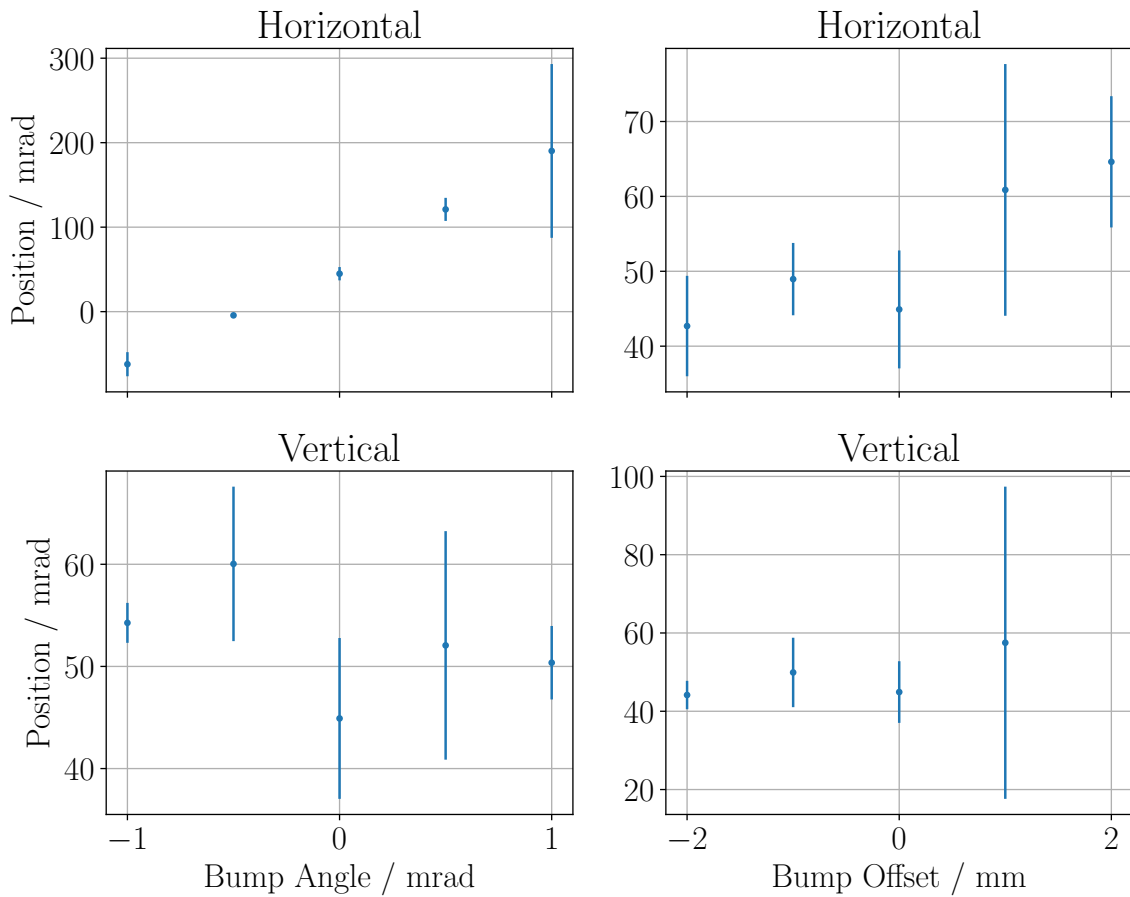 Horizontal
Horizontal
Position / mrad
300
200
100
0
70
60
50
40
Vertical
Vertical
Position / mrad
60
50
40
100
80
60
40
20
−1
0
1
−2
0
2
Bump Angle / mrad
Bump Offset / mm